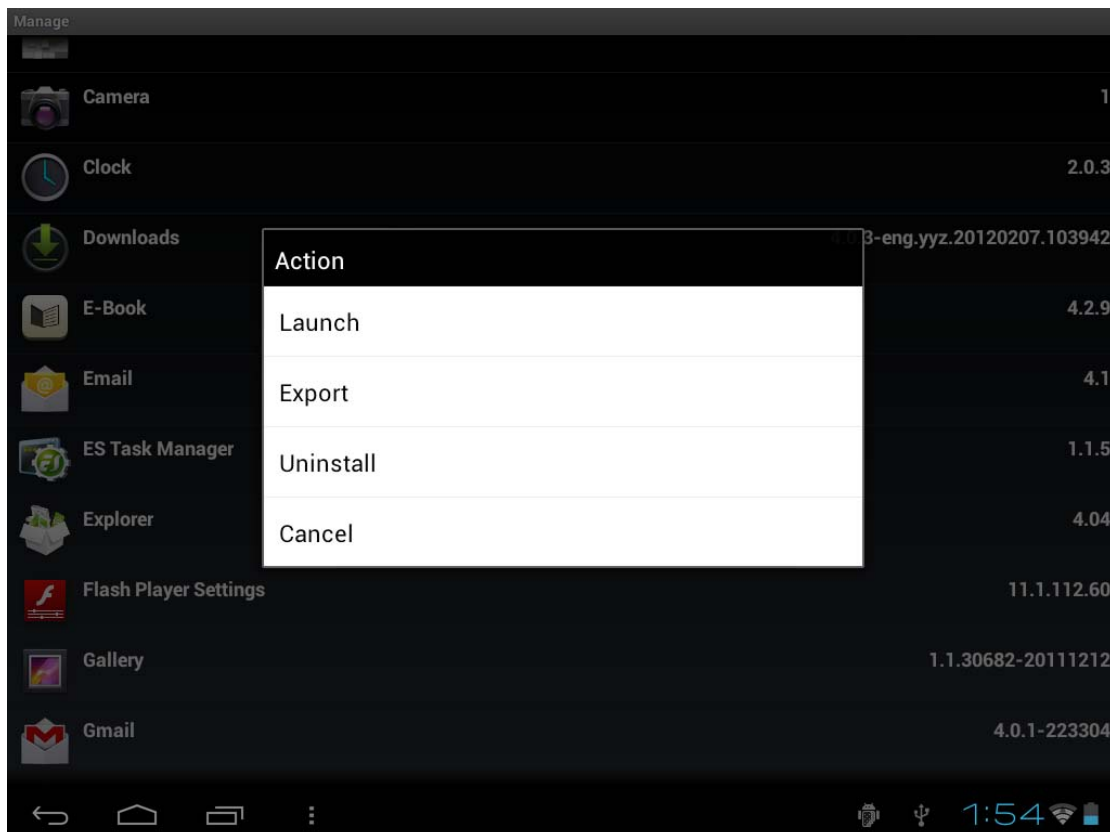 Manage
Camera 1
Clock 2.0.3
Downloads 4.0.3-eng.yyz.20120207.103942
Action
E-Book 4.2.9
Launch
Email 4.1
Export
ES Task Manager 1.1.5
Uninstall
Explorer 4.04
Cancel
Flash Player Settings 11.1.112.60
Gallery 1.1.30682-20111212
Gmail 4.0.1-223304
1:54